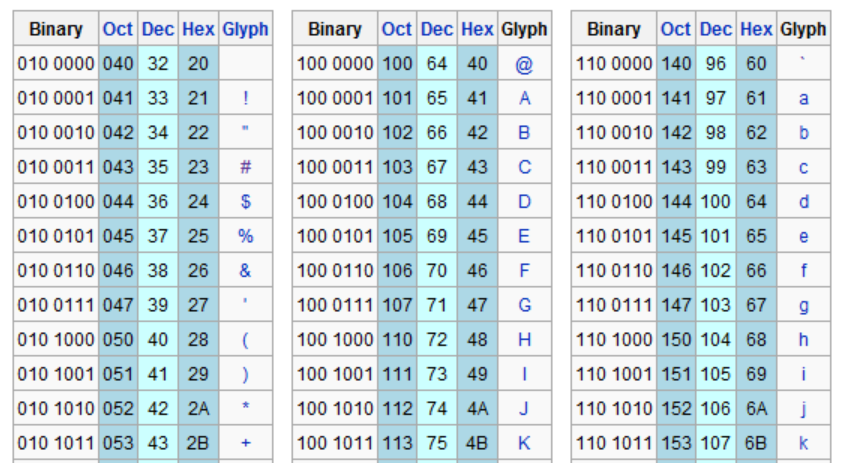 Binary Oct Dec Hex Glyph Binary Oct Dec Hex Glyph Binary Oct Dec Hex Glyph
010 0000 040 32 20 100 0000 100 64 40 @ 110 0000 140 96 60 `
010 0001 041 33 21 ! 100 0001 101 65 41 A 110 0001 141 97 61 a
010 0010 042 34 22 " 100 0010 102 66 42 B 110 0010 142 98 62 b
010 0011 043 35 23 # 100 0011 103 67 43 C 110 0011 143 99 63 c
010 0100 044 36 24 $ 100 0100 104 68 44 D 110 0100 144 100 64 d
010 0101 045 37 25 % 100 0101 105 69 45 E 110 0101 145 101 65 e
010 0110 046 38 26 & 100 0110 106 70 46 F 110 0110 146 102 66 f
010 0111 047 39 27 ' 100 0111 107 71 47 G 110 0111 147 103 67 g
010 1000 050 40 28 ( 100 1000 110 72 48 H 110 1000 150 104 68 h
010 1001 051 41 29 ) 100 1001 111 73 49 I 110 1001 151 105 69 i
010 1010 052 42 2A * 100 1010 112 74 4A J 110 1010 152 106 6A j
010 1011 053 43 2B + 100 1011 113 75 4B K 110 1011 153 107 6B k